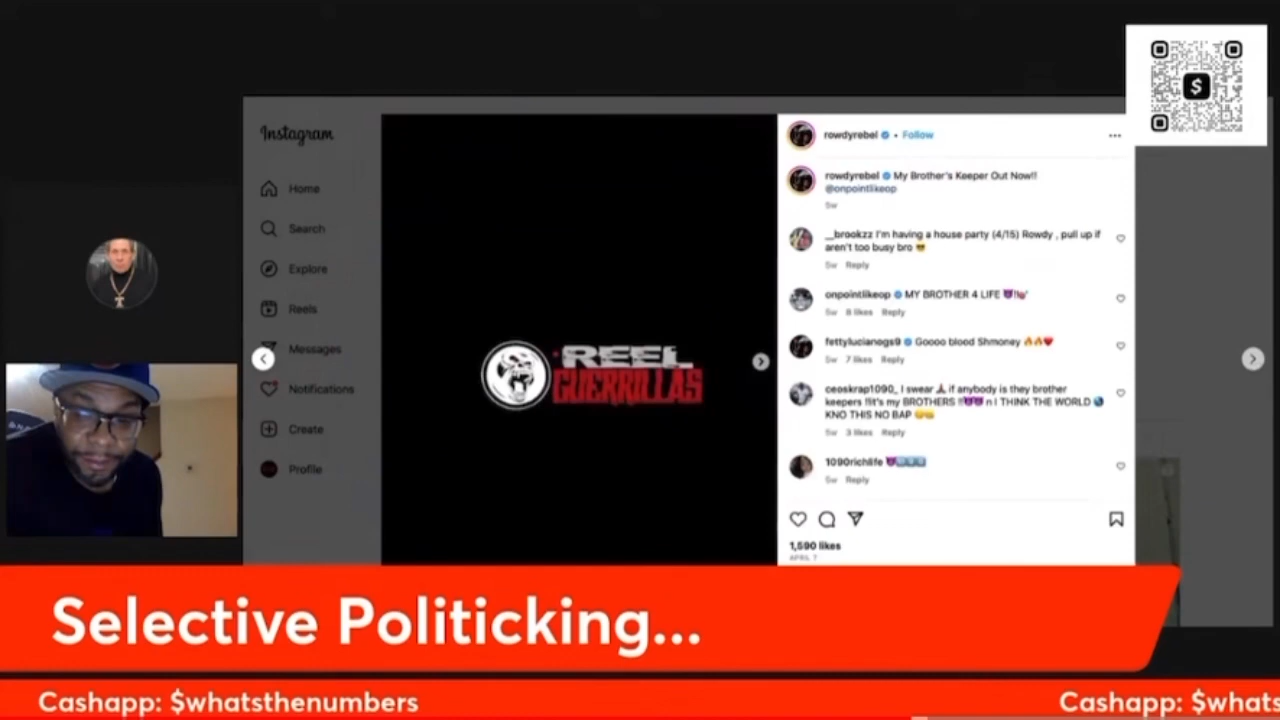 $
Instagram
Home
Search
Explore
Reels
Messages
Notifications
Create
Profile
REEL
GUERRILLAS
rowdyrebel • Follow
rowdyrebel My Brother's Keeper Out Now!!
@onpointlikeop
5w
__brookzz I'm having a house party (4/15) Rowdy , pull up if
aren't too busy bro 😎
5w Reply
onpointlikeop MY BROTHER 4 LIFE 😈‼️
5w 8 likes Reply
fettylucianogs9 Goooo blood Shmoney 🔥🔥❤️
5w 7 likes Reply
ceoskrap1090_ I swear 🙏 if anybody is they brother
keepers !!it's my BROTHERS !!😈😈 n I THINK THE WORLD 🌎
KNO THIS NO BAP
5w 3 likes Reply
1090richlife 😈
5w Reply
1,590 likes
APRIL 7
Selective Politicking...
Cashapp: $whatsthenumbers
Cashapp: $whats